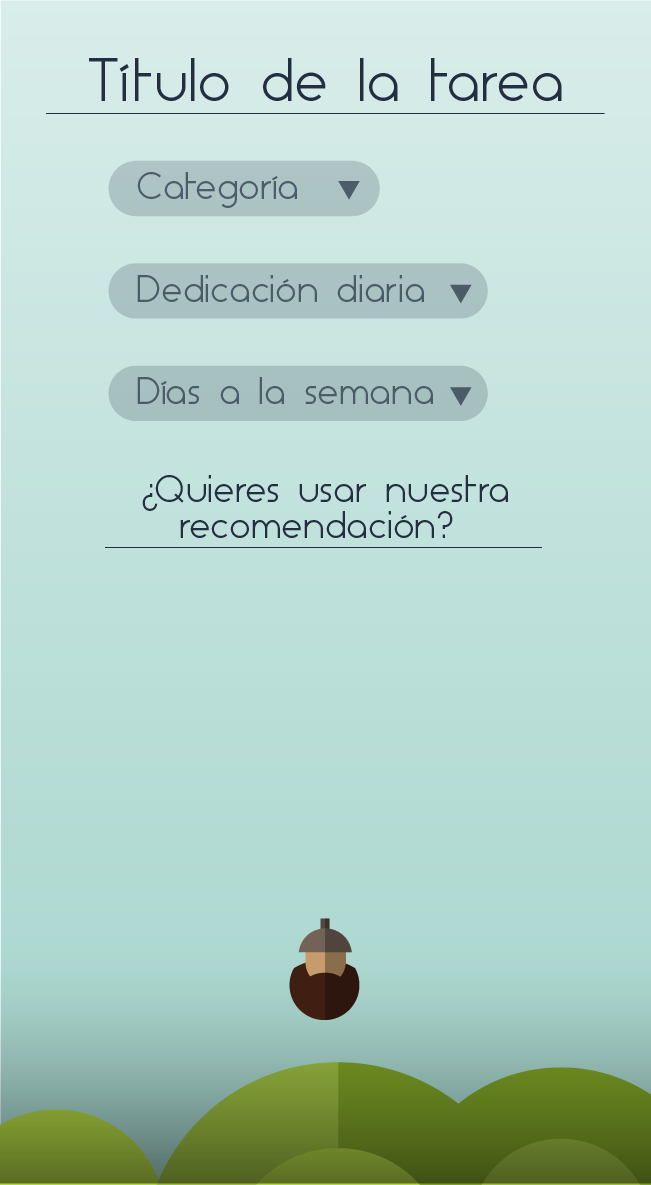 Título de la tarea
Categoría
Dedicación diaria
Días a la semana
¿Quieres usar nuestra
recomendación?